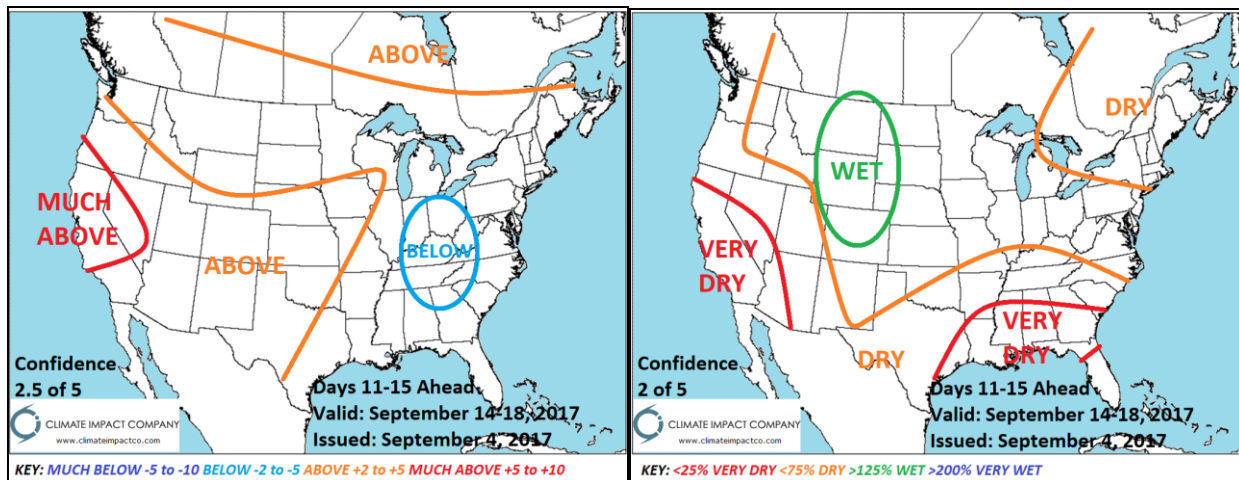 ABOVE
MUCH
ABOVE
ABOVE
BELOW
Confidence
2.5 of 5
Days 11-15 Ahead
Valid: September 14-18, 2017
Issued: September 4, 2017
CLIMATE IMPACT COMPANY
www.climateimpactco.com
KEY: MUCH BELOW -5 to -10 BELOW -2 to -5 ABOVE +2 to +5 MUCH ABOVE +5 to +10
DRY
WET
VERY
DRY
VERY
DRY
DRY
Confidence
2 of 5
Days 11-15 Ahead
Valid: September 14-18, 2017
Issued: September 4, 2017
CLIMATE IMPACT COMPANY
www.climateimpactco.com
KEY: <25% VERY DRY <75% DRY >125% WET >200% VERY WET